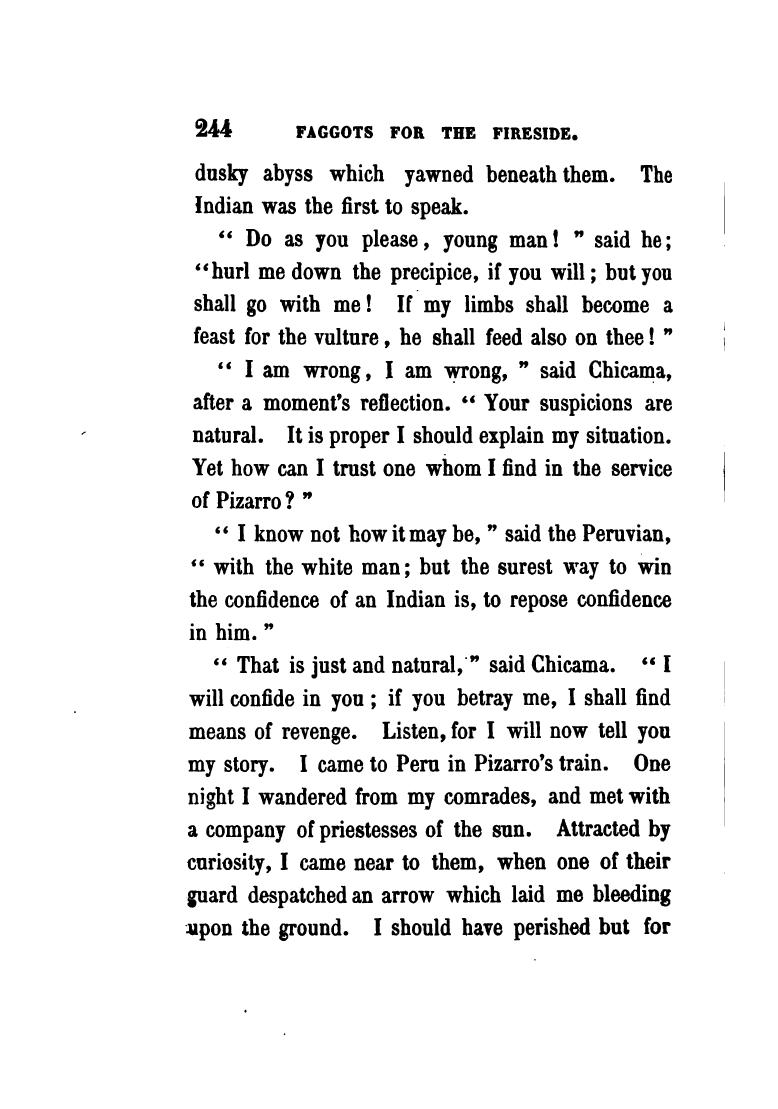 244 FAGGOTS FOR THE FIRESIDE.
dusky abyss which yawned beneath them. The
Indian was the first to speak.
“ Do as you please, young man! ” said he;
“hurl me down the precipice, if you will; but you
shall go with me! If my limbs shall become a
feast for the vulture, he shall feed also on thee! ”
“ I am wrong, I am wrong, ” said Chicama,
after a moment's reflection. “ Your suspicions are
natural. It is proper I should explain my situation.
Yet how can I trust one whom I find in the service
of Pizarro? ”
“ I know not how it may be, ” said the Peruvian,
“ with the white man; but the surest way to win
the confidence of an Indian is, to repose confidence
in him. ”
“ That is just and natural, ” said Chicama. “ I
will confide in you; if you betray me, I shall find
means of revenge. Listen, for I will now tell you
my story. I came to Peru in Pizarro's train. One
night I wandered from my comrades, and met with
a company of priestesses of the sun. Attracted by
curiosity, I came near to them, when one of their
guard despatched an arrow which laid me bleeding
upon the ground. I should have perished but for